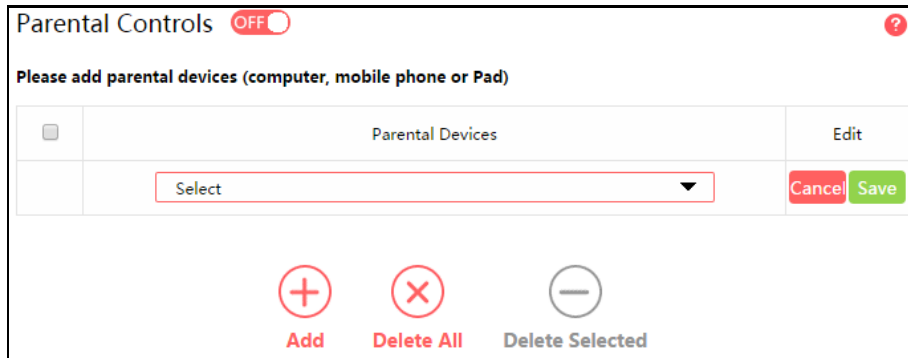 Parental Controls OFF ?
Please add parental devices (computer, mobile phone or Pad)
Parental Devices Edit
Select Cancel Save
Add Delete All Delete Selected